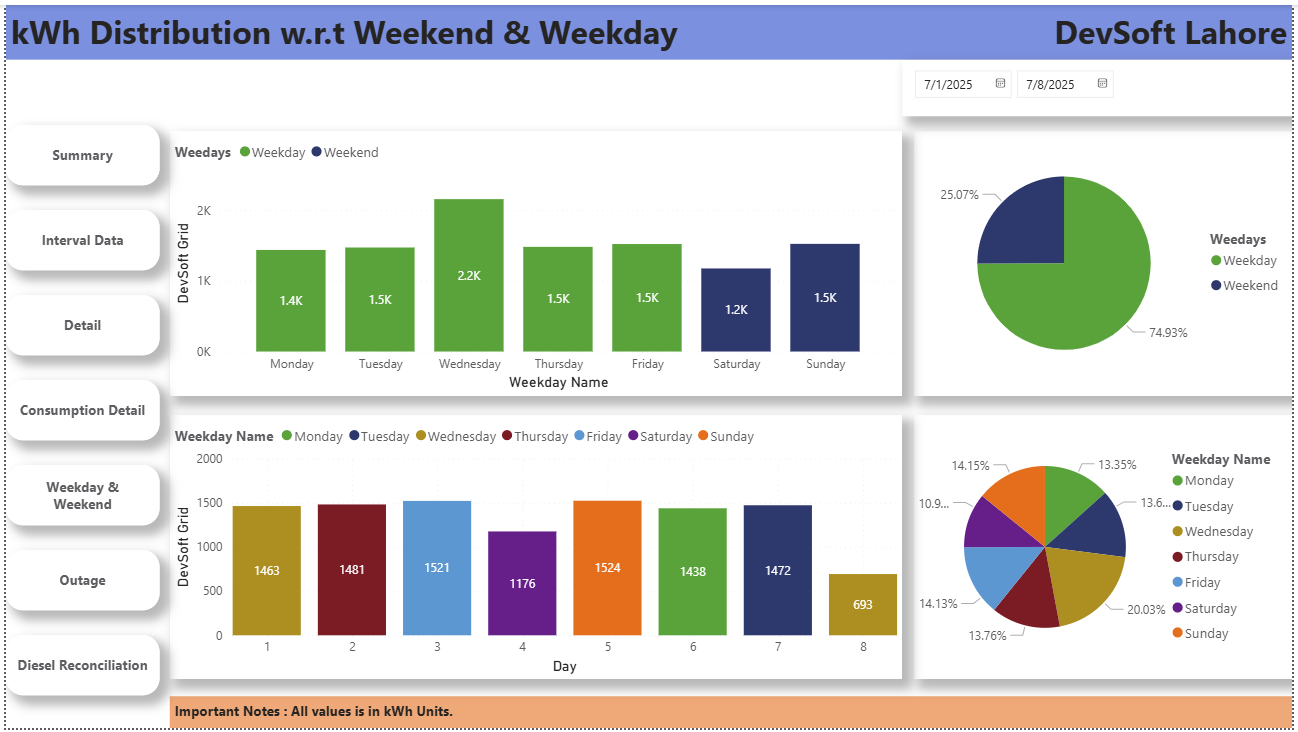 kWh Distribution w.r.t Weekend & Weekday
DevSoft Lahore
7/1/2025
7/8/2025
Summary
Interval Data
Detail
Consumption Detail
Weekday &
Weekend
Outage
Diesel Reconciliation
Weedays Weekday Weekend
DevSoft Grid
2K
1K
0K
1.4K
1.5K
2.2K
1.5K
1.5K
1.2K
1.5K
Monday Tuesday Wednesday Thursday Friday Saturday Sunday
Weekday Name
25.07%
74.93%
Weedays
Weekday
Weekend
Weekday Name Monday Tuesday Wednesday Thursday Friday Saturday Sunday
DevSoft Grid
2000
1500
1000
500
0
1463
1481
1521
1176
1524
1438
1472
693
1 2 3 4 5 6 7 8
Day
14.15%
13.35%
10.9...
13.6...
14.13%
20.03%
13.76%
Weekday Name
Monday
Tuesday
Wednesday
Thursday
Friday
Saturday
Sunday
Important Notes : All values is in kWh Units.